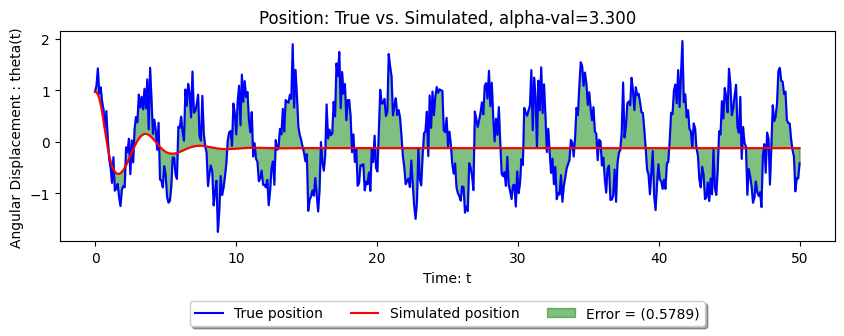 Position: True vs. Simulated, alpha-val=3.300
Angular Displacement : theta(t)
2
1
0
−1
0 10 20 30 40 50
Time: t
True position Simulated position Error = (0.5789)